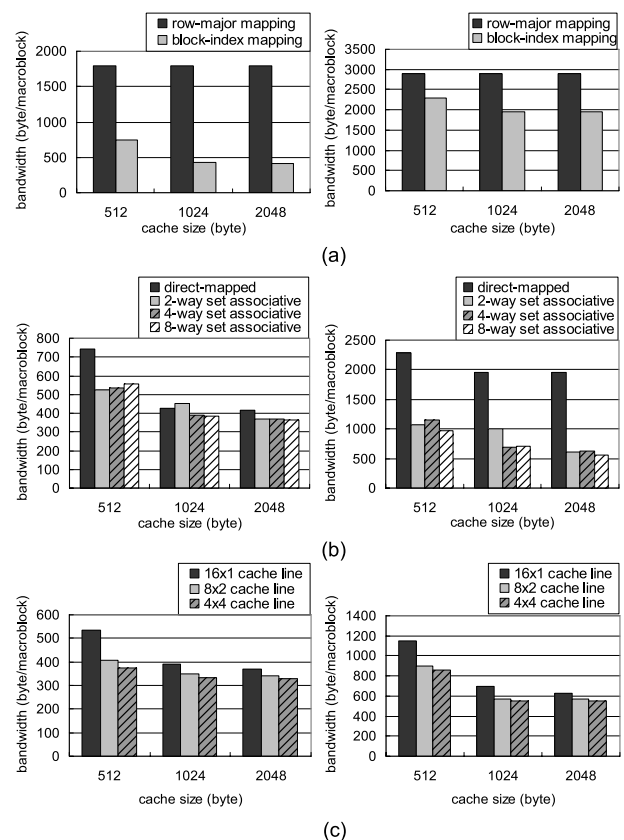 row-major mapping
block-index mapping
bandwidth (byte/macroblock)
2000
1500
1000
500
0
512
1024
2048
cache size (byte)
row-major mapping
block-index mapping
bandwidth (byte/macroblock)
3500
3000
2500
2000
1500
1000
500
0
512
1024
2048
cache size (byte)
(a)
direct-mapped
2-way set associative
4-way set associative
8-way set associative
bandwidth (byte/macroblock)
800
700
600
500
400
300
200
100
0
512
1024
2048
cache size (byte)
direct-mapped
2-way set associative
4-way set associative
8-way set associative
bandwidth (byte/macroblock)
2500
2000
1500
1000
500
0
512
1024
2048
cache size (byte)
(b)
16x1 cache line
8x2 cache line
4x4 cache line
bandwidth (byte/macroblock)
600
500
400
300
200
100
0
512
1024
2048
cache size (byte)
16x1 cache line
8x2 cache line
4x4 cache line
bandwidth (byte/macroblock)
1400
1200
1000
800
600
400
200
0
512
1024
2048
cache size (byte)
(c)